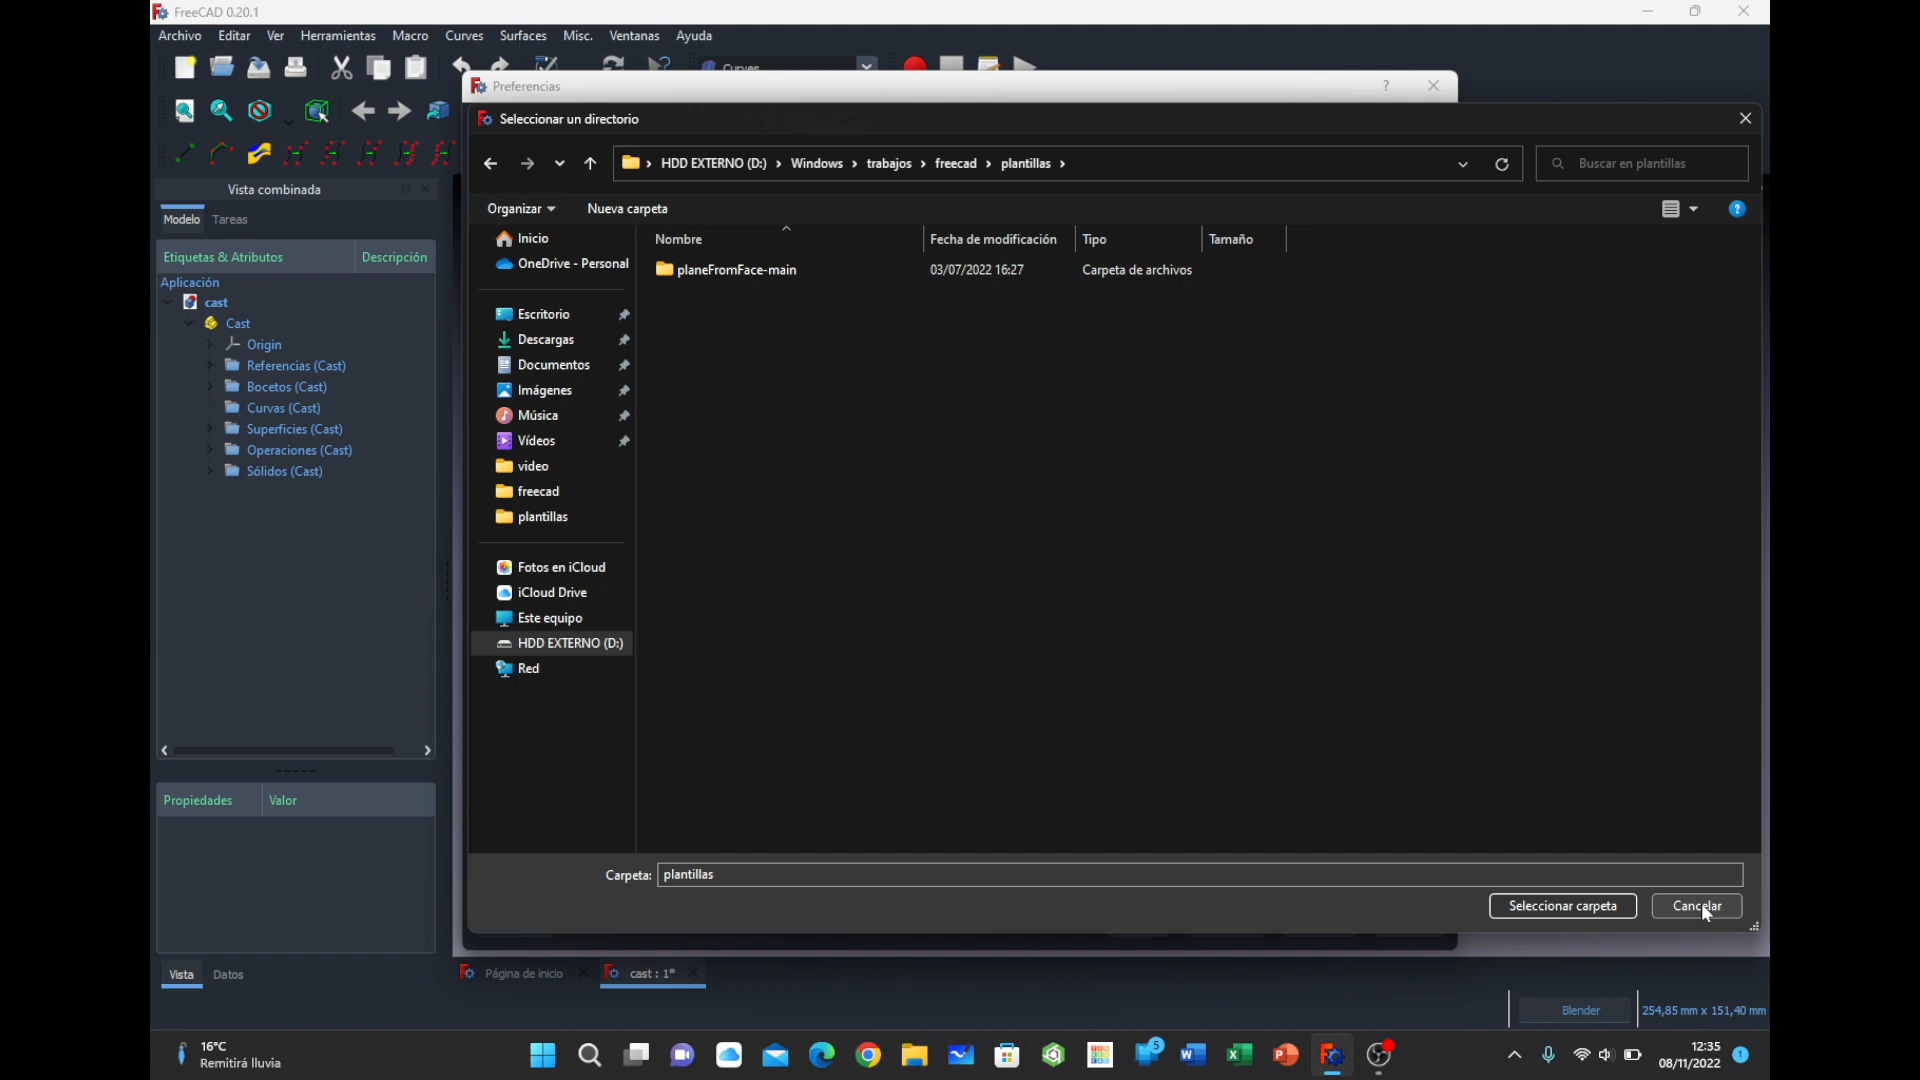 FreeCAD 0.20.1
Archivo Editar Ver Herramientas Macro Curves Surfaces Misc. Ventanas Ayuda
Curves
Preferencias
?
Seleccionar un directorio
HDD EXTERNO (D:) › Windows › trabajos › freecad › plantillas ›
Buscar en plantillas
Vista combinada
Organizar Nueva carpeta
Modelo Tareas
Inicio
Nombre Fecha de modificación Tipo Tamaño
Etiquetas & Atributos Descripción
OneDrive - Personal
planeFromFace-main 03/07/2022 16:27 Carpeta de archivos
Aplicación
cast
Cast
Origin
Referencias (Cast)
Bocetos (Cast)
Curvas (Cast)
Superficies (Cast)
Operaciones (Cast)
Sólidos (Cast)
Escritorio
Descargas
Documentos
Imágenes
Música
Vídeos
video
freecad
plantillas
Fotos en iCloud
iCloud Drive
Este equipo
HDD EXTERNO (D:)
Red
Propiedades Valor
Carpeta: plantillas
Seleccionar carpeta Cancelar
Vista Datos
Página de inicio cast : 1*
Blender 254,85 mm x 151,40 mm
16°C
Remitirá lluvia
5
12:35
08/11/2022
1